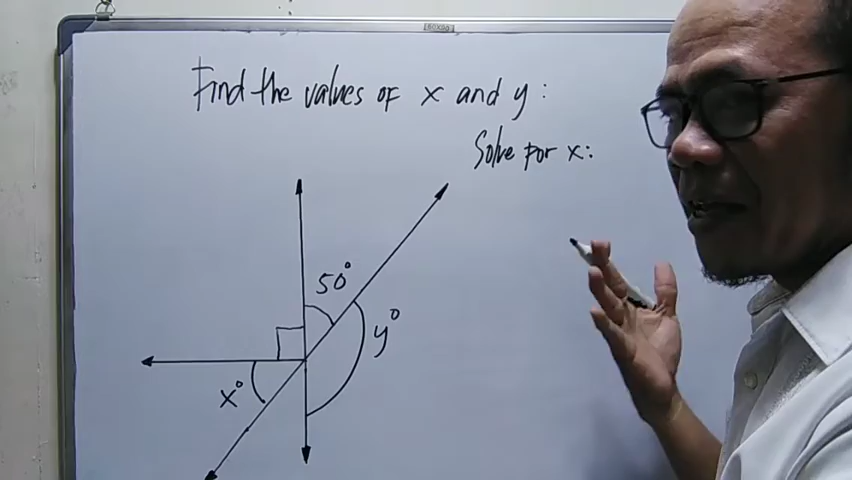 Find the values of x and y:
Solve for x:
50°
y°
x°